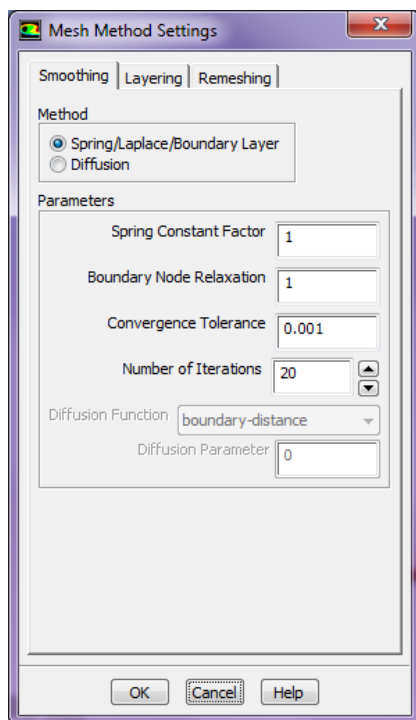 Mesh Method Settings
Smoothing Layering Remeshing
Method
Spring/Laplace/Boundary Layer
Diffusion
Parameters
Spring Constant Factor 1
Boundary Node Relaxation 1
Convergence Tolerance 0.001
Number of Iterations 20
Diffusion Function boundary-distance
Diffusion Parameter 0
OK Cancel Help